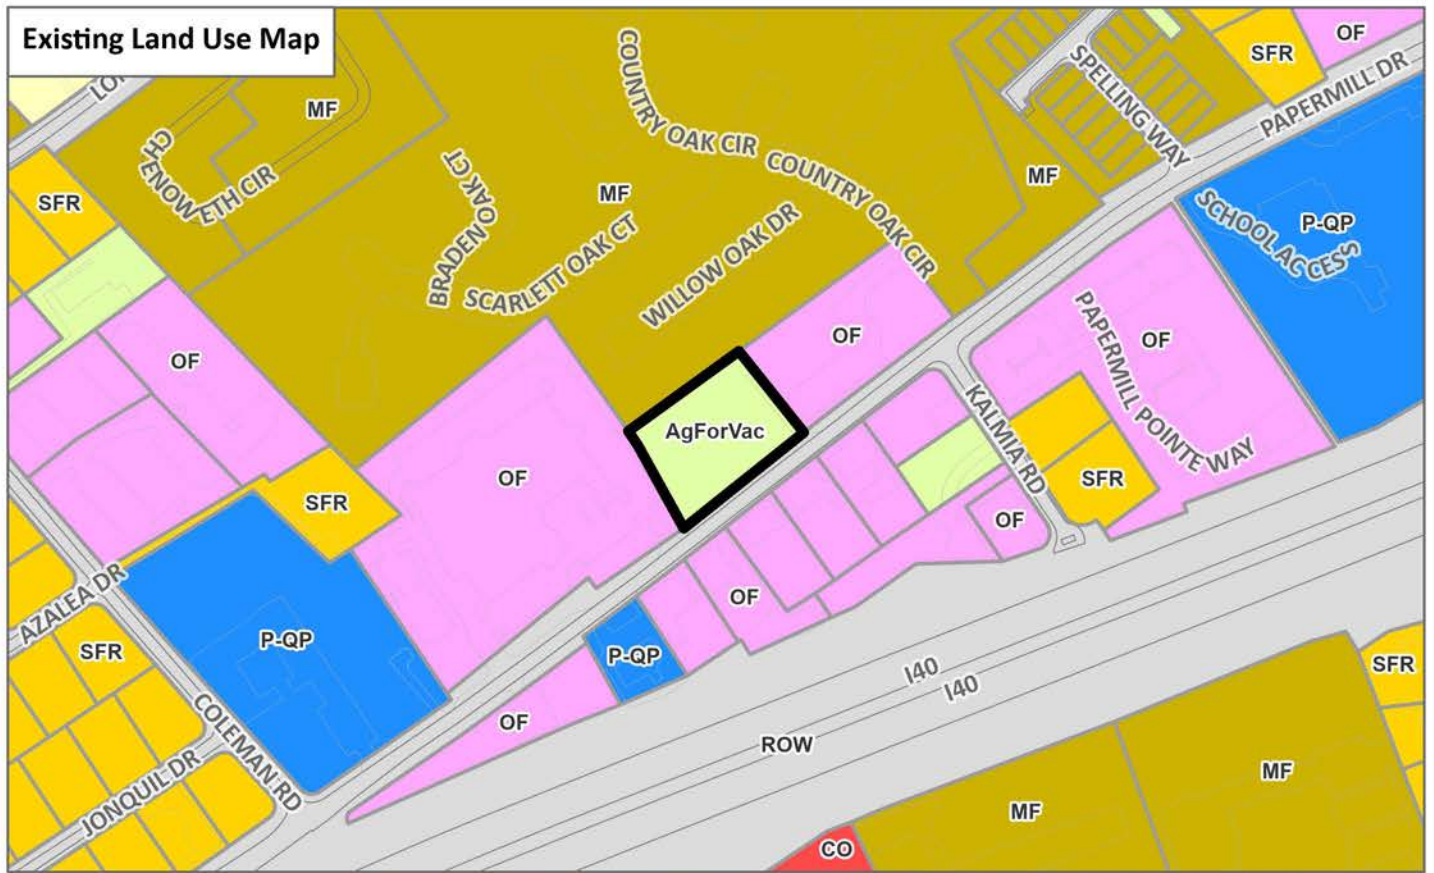 Existing Land Use Map
OF
SFR
PAPERMILL DR
SPELLING WAY
COUNTRY OAK CIR
COUNTRY OAK CIR
MF
CHENOWETH CIR
MF
MF
SFR
BRADEN OAK CT
SCARLETT OAK CT
WILLOW OAK DR
SCHOOL ACCESS
P-QP
OF
OF
OF
PAPERMILL POINTE WAY
AgForVac
KALMIA RD
SFR
OF
SFR
OF
AZALEA DR
SFR
P-QP
OF
P-QP
I40
I40
SFR
COLEMAN RD
OF
ROW
JONQUIL DR
MF
MF
CO